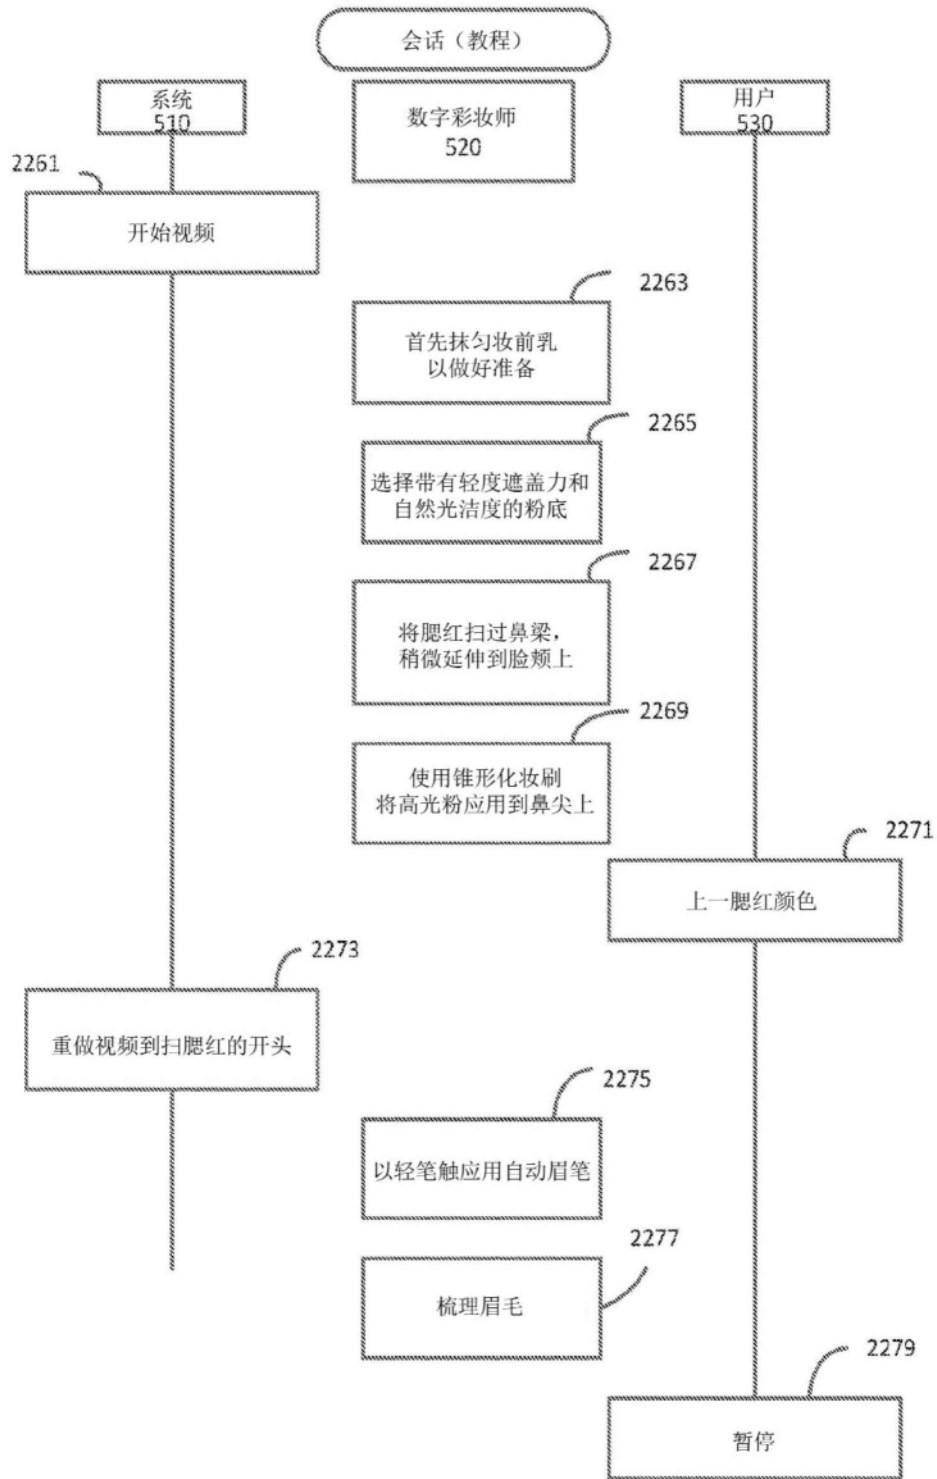 会话（教程）
系统
510
数字彩妆师
520
用户
530
2261
开始视频
2263
首先抹匀妆前乳
以做好准备
2265
选择带有轻度遮盖力和
自然光洁度的粉底
2267
将腮红扫过鼻梁，
稍微延伸到脸颊上
2269
使用锥形化妆刷
将高光粉应用到鼻尖上
2271
上一腮红颜色
2273
重做视频到扫腮红的开头
2275
以轻笔触应用自动眉笔
2277
梳理眉毛
2279
暂停